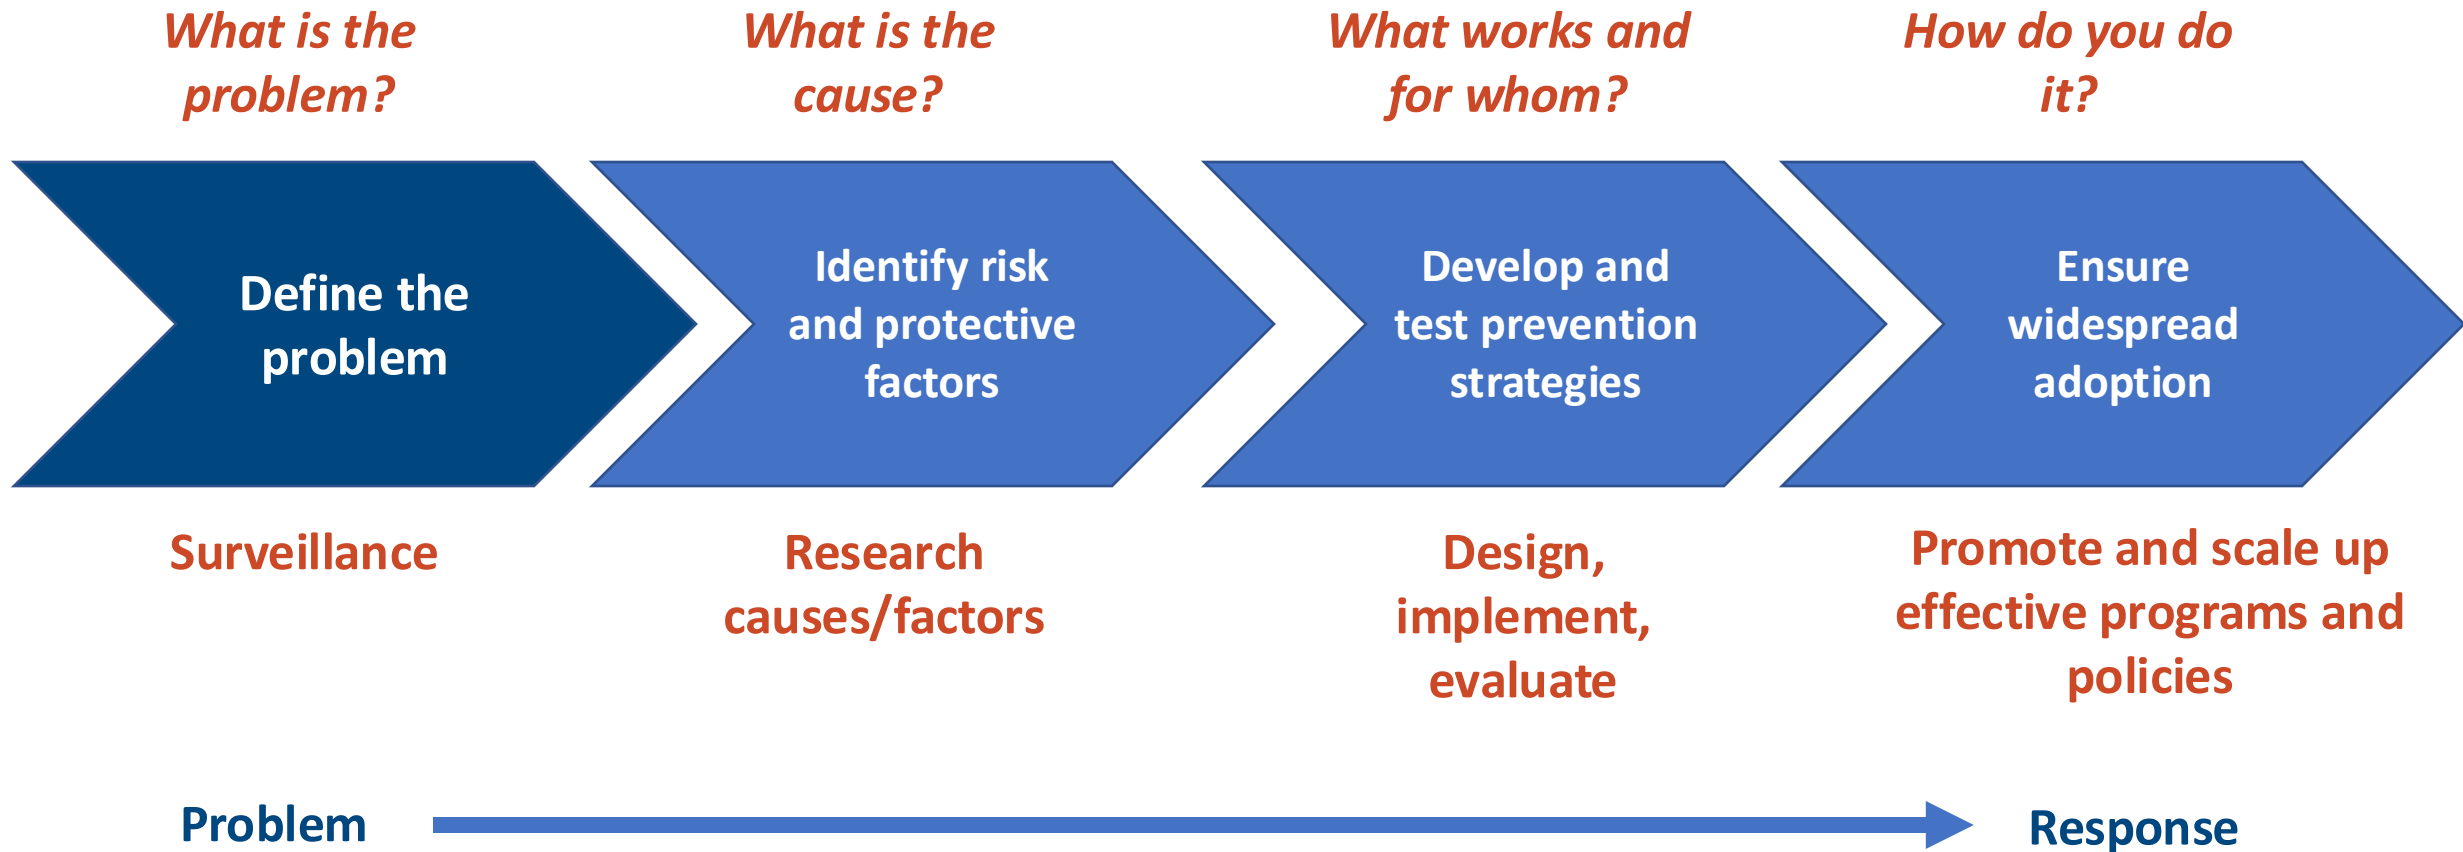 What is the
problem?
What is the
cause?
What works and
for whom?
How do you do
it?
Define the
problem
Identify risk
and protective
factors
Develop and
test prevention
strategies
Ensure
widespread
adoption
Surveillance
Research
causes/factors
Design,
implement,
evaluate
Promote and scale up
effective programs and
policies
Problem
Response